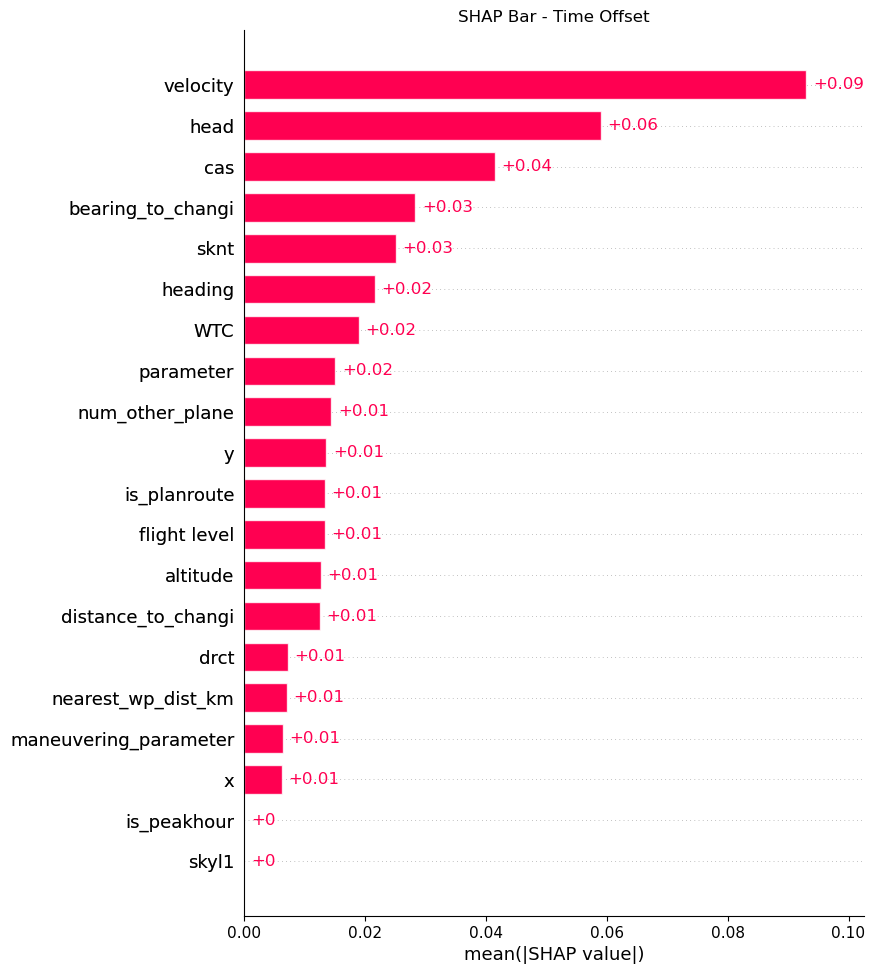 SHAP Bar - Time Offset
velocity +0.09
head +0.06
cas +0.04
bearing_to_changi +0.03
sknt +0.03
heading +0.02
WTC +0.02
parameter +0.02
num_other_plane +0.01
y +0.01
is_planroute +0.01
flight level +0.01
altitude +0.01
distance_to_changi +0.01
drct +0.01
nearest_wp_dist_km +0.01
maneuvering_parameter +0.01
x +0.01
is_peakhour +0
skyl1 +0
0.00 0.02 0.04 0.06 0.08 0.10
mean(|SHAP value|)